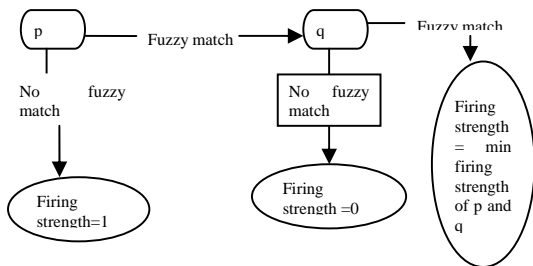 p
Fuzzy match
q
Fuzzy match
No fuzzy
match
No fuzzy
match
Firing
strength=1
Firing
strength =0
Firing
strength
= min
firing
strength
of p and
q